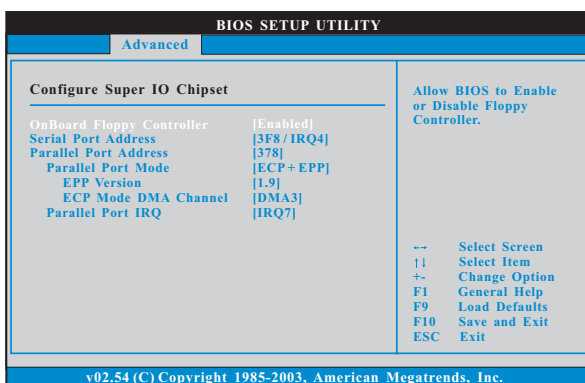 BIOS SETUP UTILITY
Advanced
Configure Super IO Chipset
OnBoard Floppy Controller [Enabled]
Serial Port Address [3F8 / IRQ4]
Parallel Port Address [378]
Parallel Port Mode [ECP + EPP]
EPP Version [1.9]
ECP Mode DMA Channel [DMA3]
Parallel Port IRQ [IRQ7]
Allow BIOS to Enable
or Disable Floppy
Controller.
←→ Select Screen
↑↓ Select Item
+- Change Option
F1 General Help
F9 Load Defaults
F10 Save and Exit
ESC Exit
v02.54 (C) Copyright 1985-2003, American Megatrends, Inc.